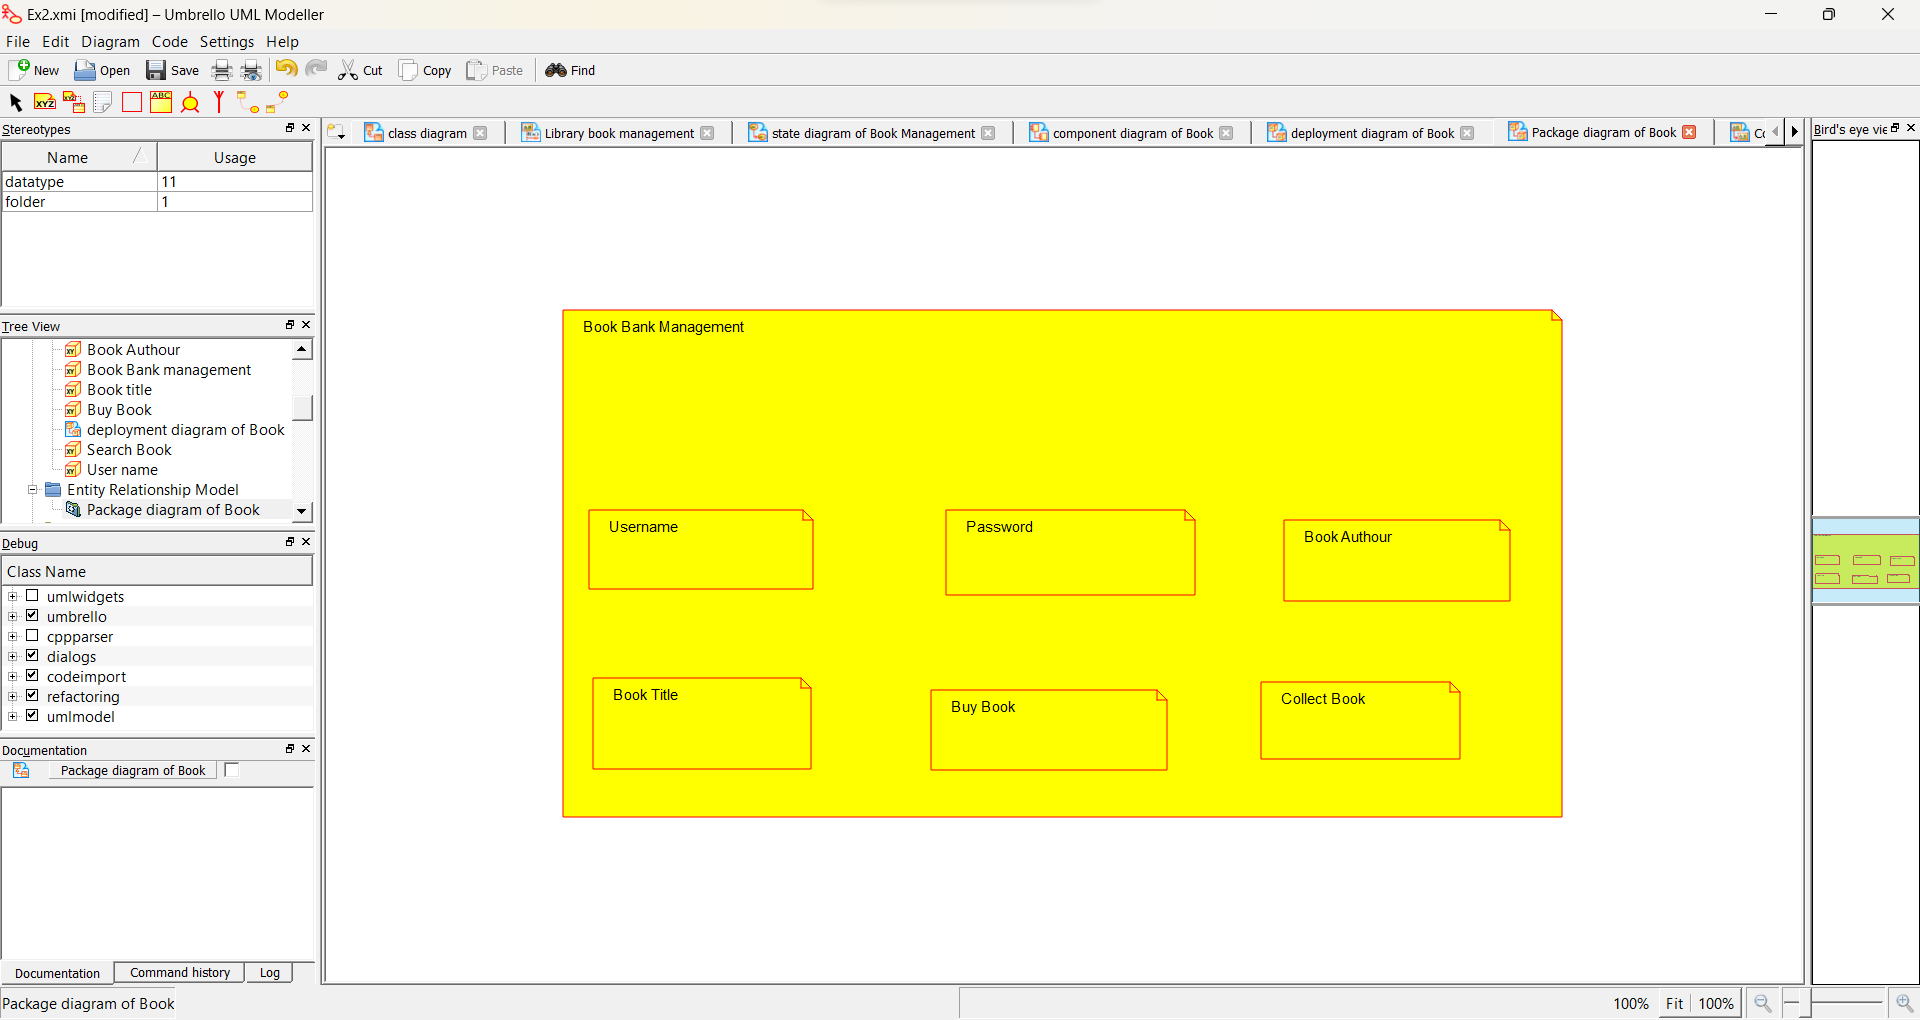 Ex2.xmi [modified] – Umbrello UML Modeller
File Edit Diagram Code Settings Help
New Open Save Cut Copy Paste Find
XYZ XYZ ABC
Stereotypes
Name Usage
datatype 11
folder 1
Tree View
Book Authour
Book Bank management
Book title
Buy Book
deployment diagram of Book
Search Book
User name
Entity Relationship Model
Package diagram of Book
Debug
Class Name
umlwidgets
umbrello
cppparser
dialogs
codeimport
refactoring
umlmodel
Documentation
Package diagram of Book
Documentation Command history Log
Package diagram of Book
class diagram Library book management state diagram of Book Management component diagram of Book deployment diagram of Book Package diagram of Book
Bird's eye vie
Book Bank Management
Username
Password
Book Authour
Book Title
Buy Book
Collect Book
100% Fit 100%